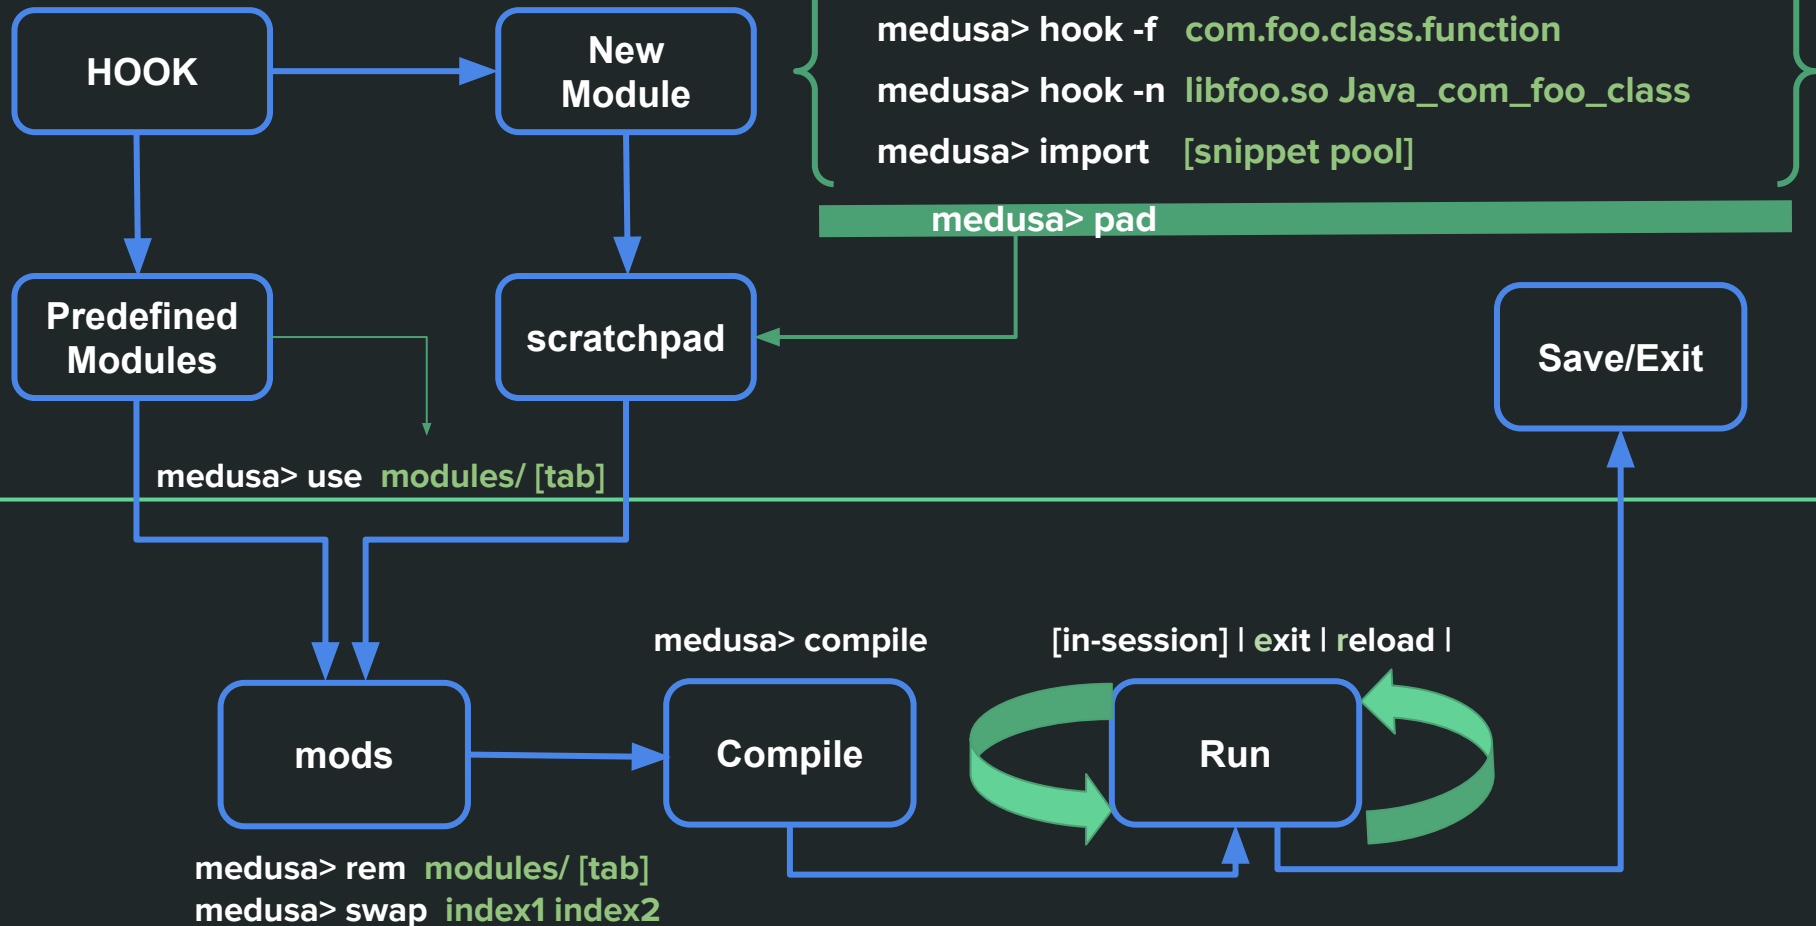 HOOK
New
Module
medusa> hook -f com.foo.class.function
medusa> hook -n libfoo.so Java_com_foo_class
medusa> import [snippet pool]
medusa> pad
Predefined
Modules
scratchpad
Save/Exit
medusa> use modules/ [tab]
medusa> compile
[in-session] | exit | reload |
mods
Compile
Run
medusa> rem modules/ [tab]
medusa> swap index1 index2